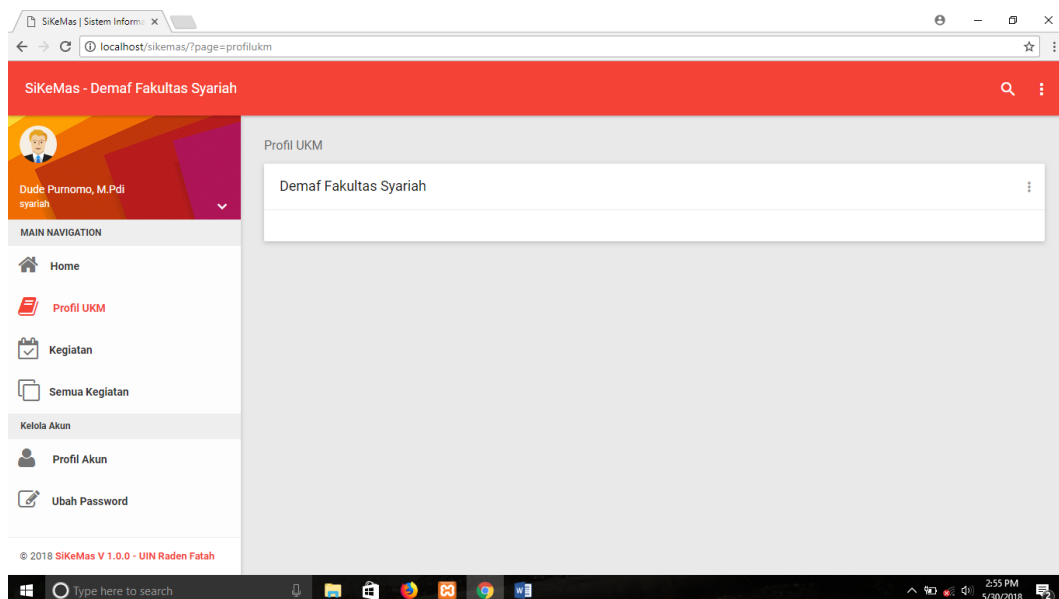 SiKeMas | Sistem Informa
localhost/sikemas/?page=profilukm
SiKeMas - Demaf Fakultas Syariah
Dude Purnomo, M.Pdi
syariah
MAIN NAVIGATION
Home
Profil UKM
Kegiatan
Semua Kegiatan
Kelola Akun
Profil Akun
Ubah Password
© 2018 SiKeMas V 1.0.0 - UIN Raden Fatah
Profil UKM
Demaf Fakultas Syariah
Type here to search
2:55 PM
5/30/2018
2